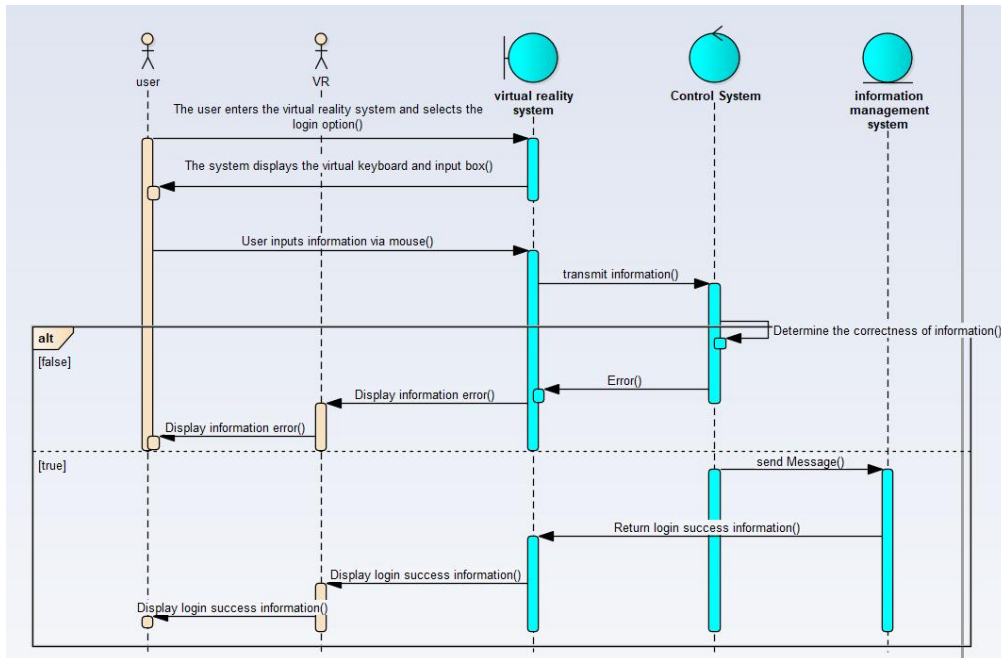 user
VR
virtual reality
system
Control System
information
management
system
The user enters the virtual reality system and selects the
login option()
The system displays the virtual keyboard and input box()
User inputs information via mouse()
transmit information()
alt
Determine the correctness of information()
[false]
Error()
Display information error()
Display information error()
[true]
send Message()
Return login success information()
Display login success information()
Display login success information()